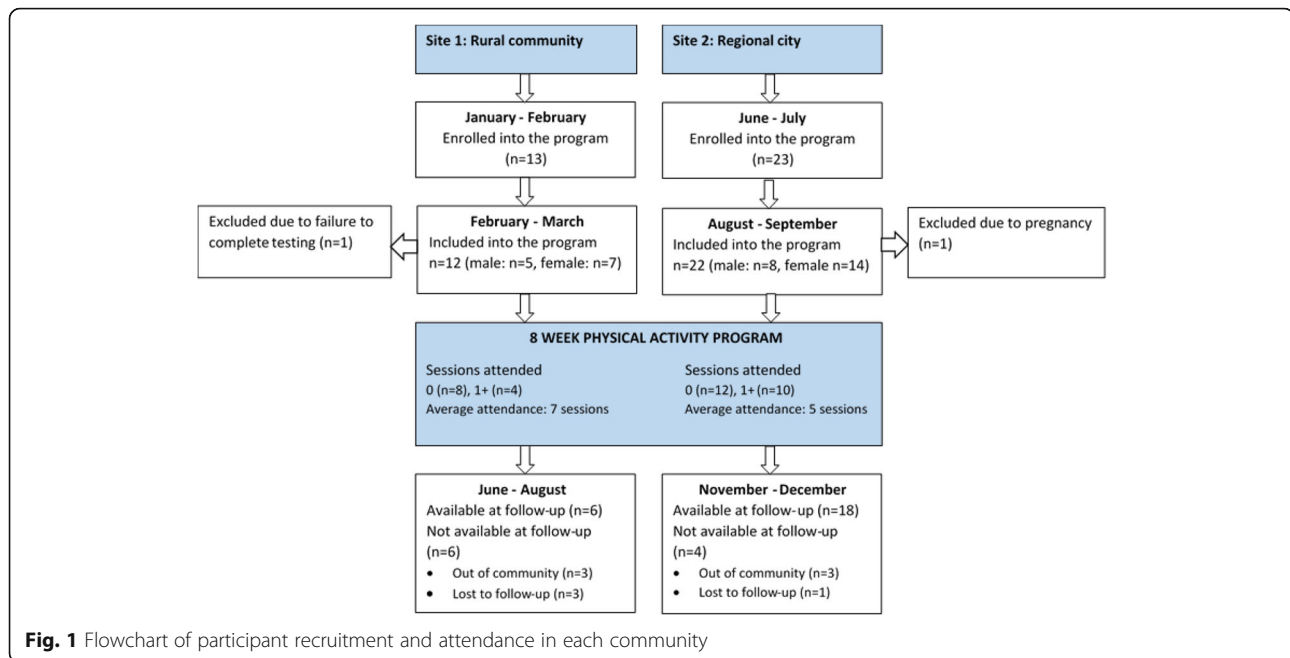 Site 1: Rural community
Site 2: Regional city
January - February
Enrolled into the program
(n=13)
June - July
Enrolled into the program
(n=23)
Excluded due to failure to
complete testing (n=1)
February - March
Included into the program
n=12 (male: n=5, female: n=7)
August - September
Included into the program
n=22 (male: n=8, female n=14)
Excluded due to pregnancy
(n=1)
8 WEEK PHYSICAL ACTIVITY PROGRAM
Sessions attended
0 (n=8), 1+ (n=4)
Average attendance: 7 sessions
Sessions attended
0 (n=12), 1+ (n=10)
Average attendance: 5 sessions
June - August
Available at follow-up (n=6)
Not available at follow-up
(n=6)
• Out of community (n=3)
• Lost to follow-up (n=3)
November - December
Available at follow-up (n=18)
Not available at follow-up
(n=4)
• Out of community (n=3)
• Lost to follow-up (n=1)
Fig. 1 Flowchart of participant recruitment and attendance in each community